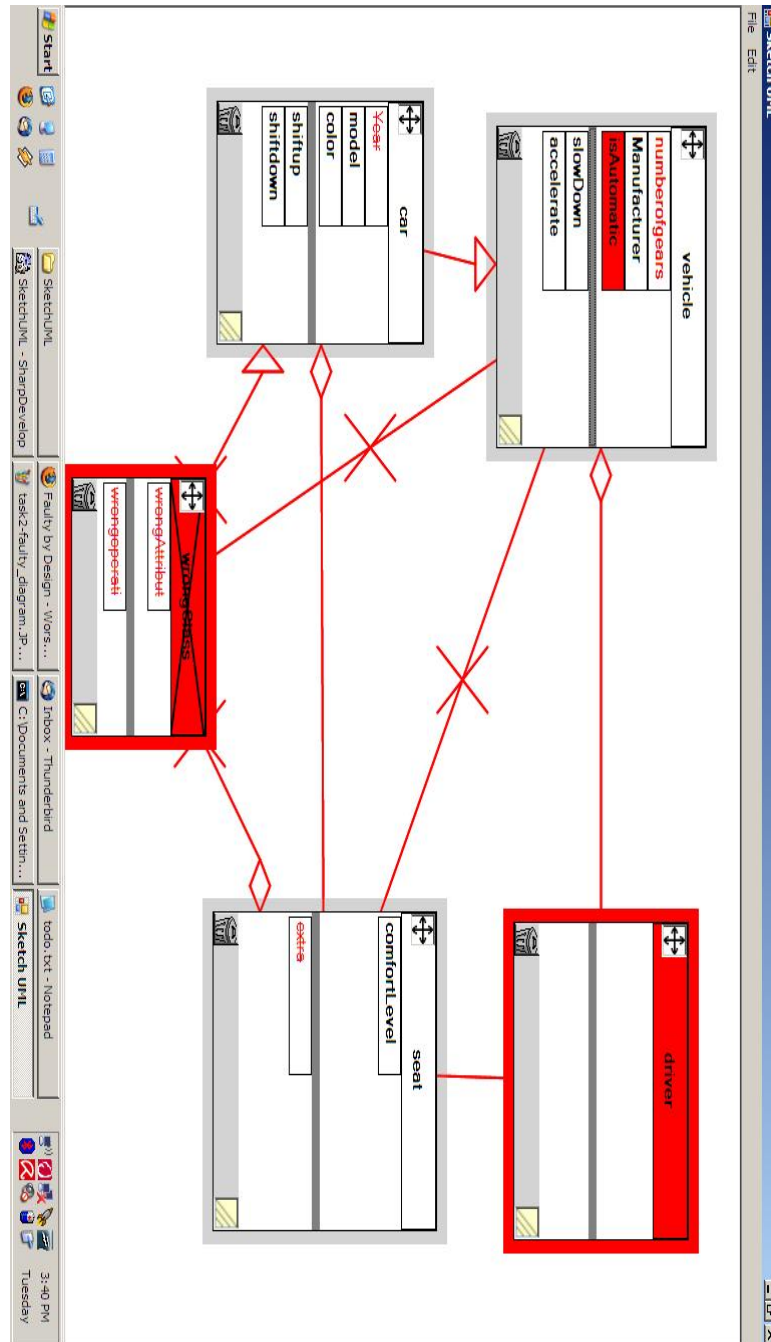 Sketch UML
File Edit
vehicle
numberofgears
Manufacturer
isAutomatic
slowDown
accelerate
driver
car
Year
model
color
shiftup
shiftdown
seat
comfortLevel
extra
wrongClass
wrongAttribut
wrongoperati
Start
SketchUML
Faulty by Design - Wors...
Inbox - Thunderbird
todo.txt - Notepad
3:40 PM
SketchUML - SharpDevelop
task2-faulty_diagram.JP...
C:\Documents and Settin...
Sketch UML
Tuesday